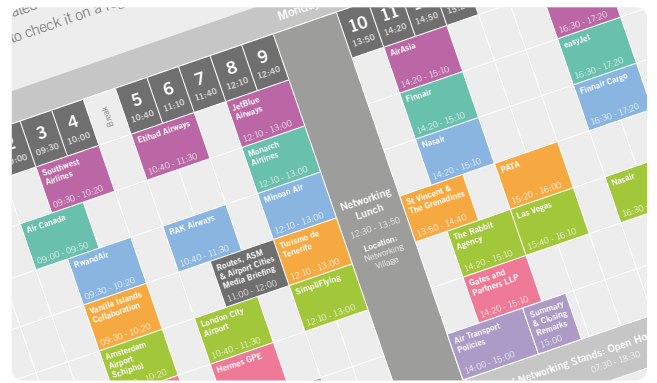 ated
to check it on a reg
Monday
3
09:30
4
10:00
Break
5
10:40
6
11:10
7
11:40
8
12:10
9
12:40
10
13:50
11
14:20
14:50
Southwest
Airlines
09:30 - 10:20
Etihad Airways
10:40 - 11:30
JetBlue
Airways
12:10 - 13:00
AirAsia
14:20 - 15:10
16:30 - 17:20
Air Canada
09:00 - 09:50
Monarch
Airlines
12:10 - 13:00
Finnair
14:20 - 15:10
easyJet
16:30 - 17:20
RwandAir
09:30 - 10:20
RAK Airways
10:40 - 11:30
Minoan Air
12:10 - 13:00
Nasair
14:20 - 15:10
Finnair Cargo
16:30 - 17:20
Vanilla Islands
Collaboration
09:30 - 10:20
Routes, ASM
& Airport Cities
Media Briefing
11:00 - 12:00
Turismo de
Tenerife
12:10 - 13:00
Networking
Lunch
12:30 - 13:50
Location:
Networking
Village
St Vincent &
The Grenadines
13:50 - 14:40
PATA
15:20 - 16:00
Amsterdam
Airport
Schiphol
10:20
London City
Airport
10:40 - 11:30
SimpliFlying
12:10 - 13:00
The Rabbit
Agency
14:20 - 15:10
Las Vegas
15:40 - 16:10
Nasair
16:30
Hermes GPE
Gates and
Partners LLP
14:20 - 15:10
Air Transport
Policies
14:00 - 15:00
Summary
& Closing
Remarks
15:00
Networking Stands: Open Ho
07:30 - 18:30